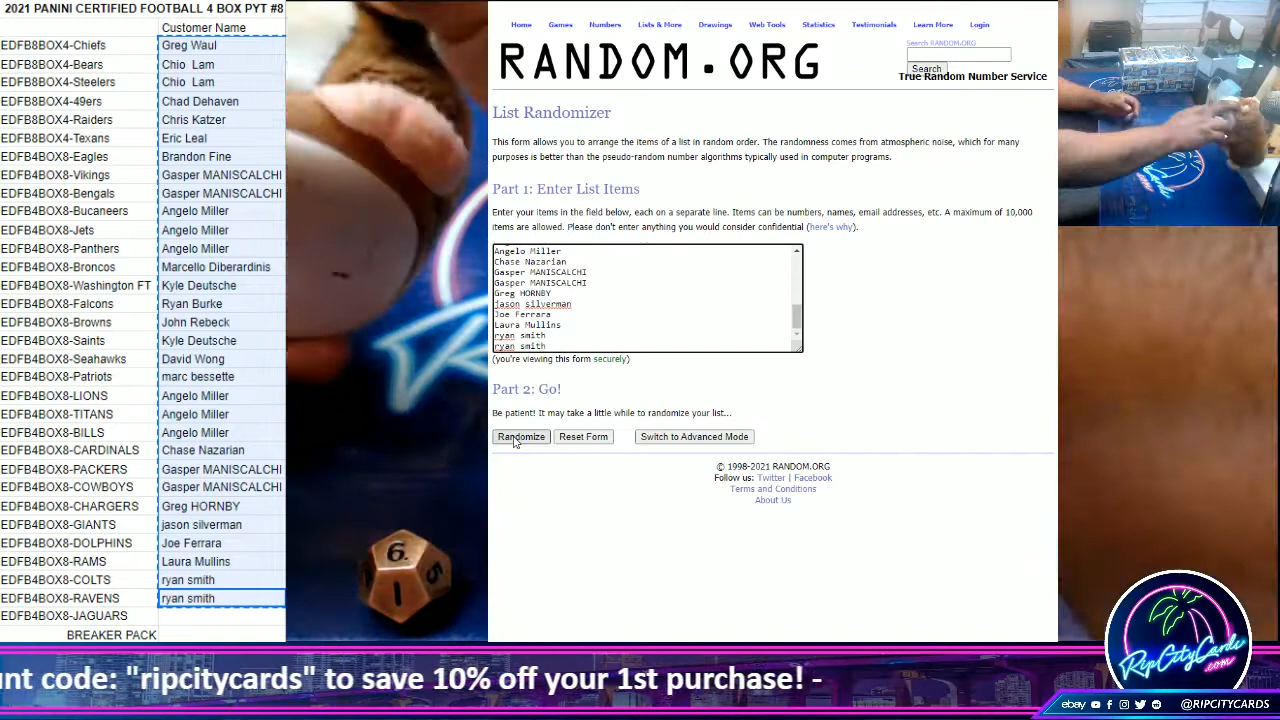 2021 PANINI CERTIFIED FOOTBALL 4 BOX PYT #8
Customer Name
EDFB8BOX4-Chiefs Greg Waul
EDFB8BOX4-Bears Chio Lam
EDFB8BOX4-Steelers Chio Lam
EDFB8BOX4-49ers Chad Dehaven
EDFB8BOX4-Raiders Chris Katzer
EDFB8BOX4-Texans Eric Leal
EDFB4BOX8-Eagles Brandon Fine
EDFB4BOX8-Vikings Gasper MANISCALCHI
EDFB4BOX8-Bengals Gasper MANISCALCHI
EDFB4BOX8-Bucaneers Angelo Miller
EDFB4BOX8-Jets Angelo Miller
EDFB4BOX8-Panthers Angelo Miller
EDFB4BOX8-Broncos Marcello Diberardinis
EDFB4BOX8-Washington FT Kyle Deutsche
EDFB4BOX8-Falcons Ryan Burke
EDFB4BOX8-Browns John Rebeck
EDFB4BOX8-Saints Kyle Deutsche
EDFB4BOX8-Seahawks David Wong
EDFB4BOX8-Patriots marc bessette
EDFB4BOX8-LIONS Angelo Miller
EDFB4BOX8-TITANS Angelo Miller
EDFB4BOX8-BILLS Angelo Miller
EDFB4BOX8-CARDINALS Chase Nazarian
EDFB4BOX8-PACKERS Gasper MANISCALCHI
EDFB4BOX8-COWBOYS Gasper MANISCALCHI
EDFB4BOX8-CHARGERS Greg HORNBY
EDFB4BOX8-GIANTS jason silverman
EDFB4BOX8-DOLPHINS Joe Ferrara
EDFB4BOX8-RAMS Laura Mullins
EDFB4BOX8-COLTS ryan smith
EDFB4BOX8-RAVENS ryan smith
EDFB4BOX8-JAGUARS
BREAKER PACK
6.
1
5
Home Games Numbers Lists & More Drawings Web Tools Statistics Testimonials Learn More Login
RANDOM.ORG
Search RANDOM.ORG
Search
True Random Number Service
List Randomizer
This form allows you to arrange the items of a list in random order. The randomness comes from atmospheric noise, which for many
purposes is better than the pseudo-random number algorithms typically used in computer programs.
Part 1: Enter List Items
Enter your items in the field below, each on a separate line. Items can be numbers, names, email addresses, etc. A maximum of 10,000
items are allowed. Please don't enter anything you would consider confidential (here's why).
Angelo Miller
Chase Nazarian
Gasper MANISCALCHI
Gasper MANISCALCHI
Greg HORNBY
jason silverman
Joe Ferrara
Laura Mullins
ryan smith
ryan smith
(you're viewing this form securely)
Part 2: Go!
Be patient! It may take a little while to randomize your list...
Randomize Reset Form Switch to Advanced Mode
© 1998-2021 RANDOM.ORG
Follow us: Twitter | Facebook
Terms and Conditions
About Us
RipCityCards
.com
nt code: "ripcitycards" to save 10% off your 1st purchase! -
ebay @RIPCITYCARDS